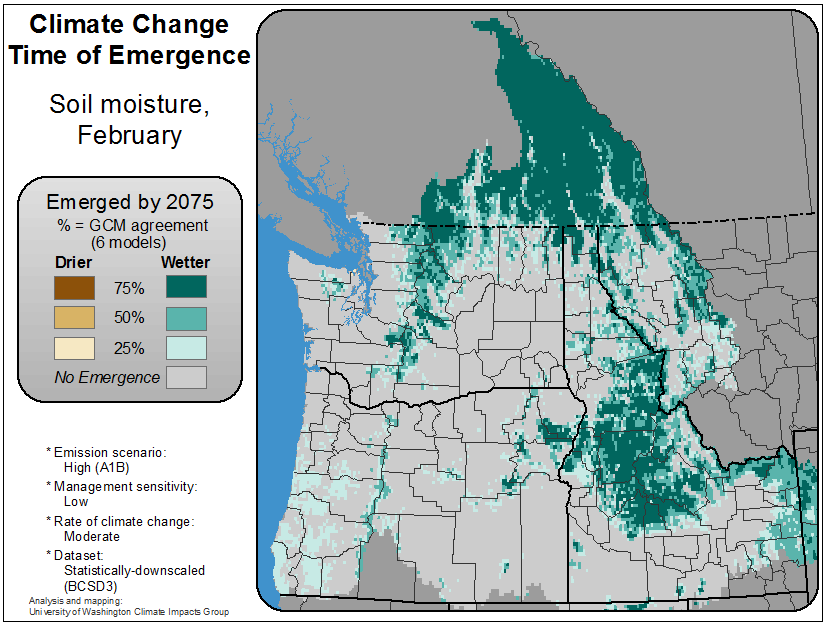 Climate Change
Time of Emergence
Soil moisture,
February
Emerged by 2075
% = GCM agreement
(6 models)
Drier Wetter
75%
50%
25%
No Emergence
* Emission scenario:
High (A1B)
* Management sensitivity:
Low
* Rate of climate change:
Moderate
* Dataset:
Statistically-downscaled
(BCSD3)
Analysis and mapping:
University of Washington Climate Impacts Group